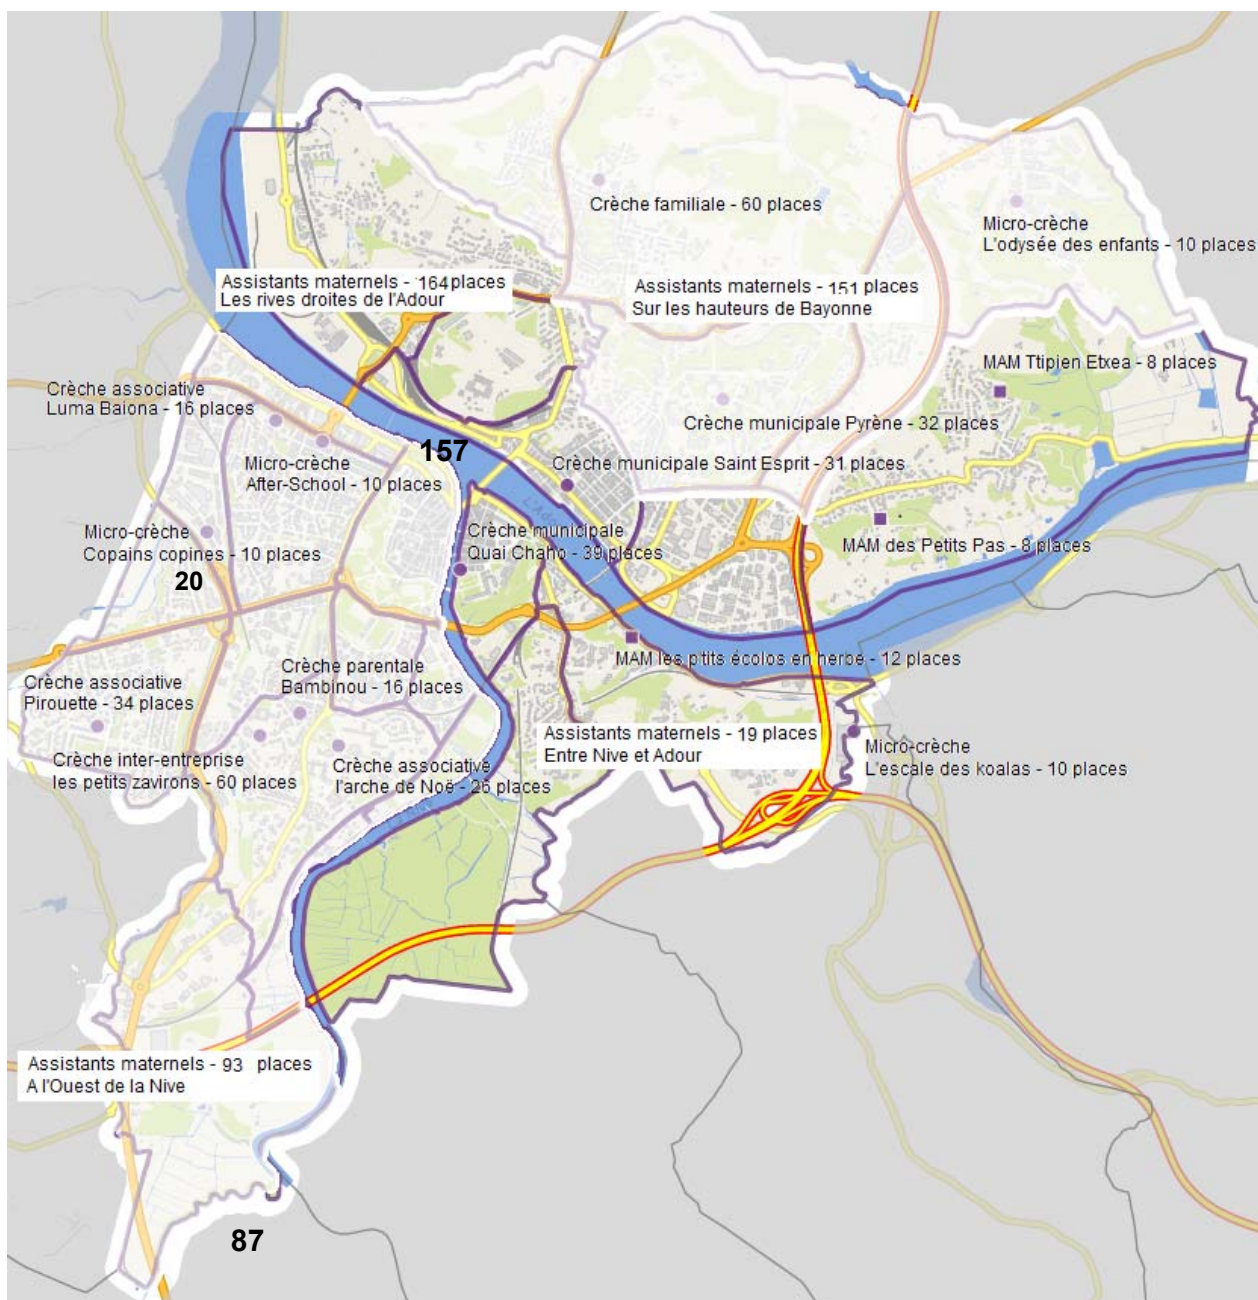 Crèche familiale - 60 places
Micro-crèche
L'odysée des enfants - 10 places
Assistants maternels - 164 places
Les rives droites de l'Adour
Assistants maternels - 151 places
Sur les hauteurs de Bayonne
MAM Ttipien Etxea - 8 places
Crèche associative
Luma Baiona - 16 places
Crèche municipale Pyrène - 32 places
157
Micro-crèche
After-School - 10 places
Crèche municipale Saint Esprit - 31 places
L'Adour
Micro-crèche
Copains copines - 10 places
20
Crèche municipale
Quai Chaho - 39 places
MAM des Petits Pas - 8 places
MAM les p'tits écolos en herbe - 12 places
Crèche parentale
Bambinou - 16 places
Crèche associative
Pirouette - 34 places
Assistants maternels - 19 places
Entre Nive et Adour
Crèche inter-entreprise
les petits zavirons - 60 places
Crèche associative
l'arche de Noë - 26 places
Micro-crèche
L'escale des koalas - 10 places
Assistants maternels - 93 places
A l'Ouest de la Nive
87